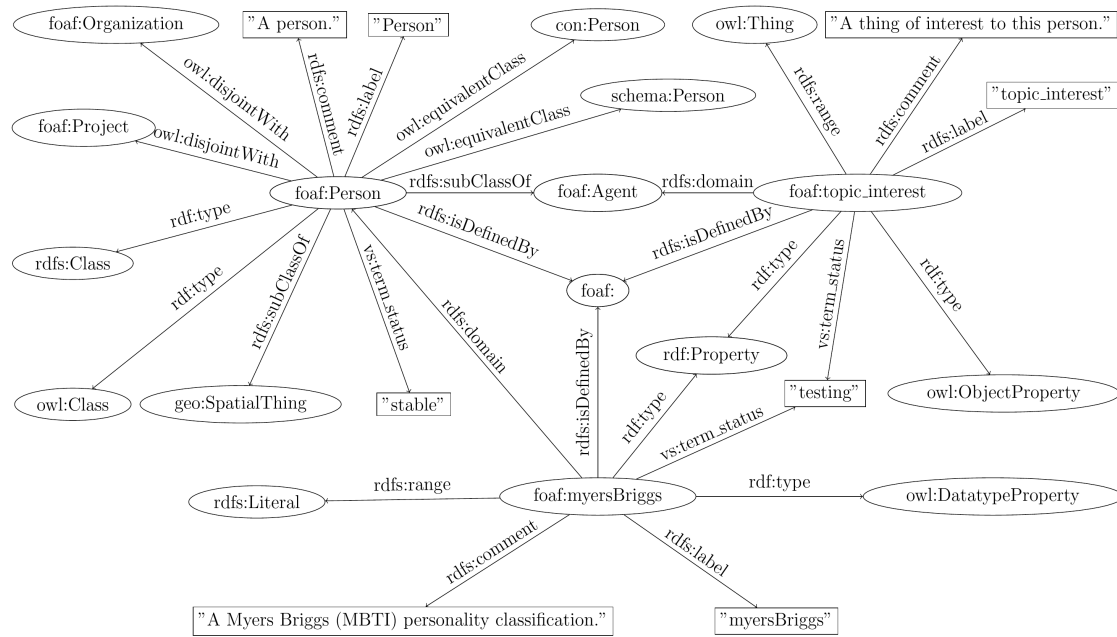 foaf:Organization
"A person."
"Person"
con:Person
owl:Thing
"A thing of interest to this person."
owl:disjointWith
rdfs:comment
rdfs:label
owl:equivalentClass
rdfs:range
rdfs:comment
schema:Person
"topic_interest"
foaf:Project
owl:disjointWith
owl:equivalentClass
rdfs:label
foaf:Person
rdfs:subClassOf
foaf:Agent
rdfs:domain
foaf:topic_interest
rdf:type
rdfs:isDefinedBy
rdfs:isDefinedBy
rdfs:Class
rdf:type
rdfs:subClassOf
vs:term_status
rdfs:domain
foaf:
rdf:type
vs:term_status
rdf:type
rdf:Property
owl:Class
geo:SpatialThing
"stable"
rdfs:isDefinedBy
"testing"
owl:ObjectProperty
rdf:type
vs:term_status
rdfs:Literal
rdfs:range
foaf:myersBriggs
rdf:type
owl:DatatypeProperty
rdfs:comment
rdfs:label
"A Myers Briggs (MBTI) personality classification."
"myersBriggs"